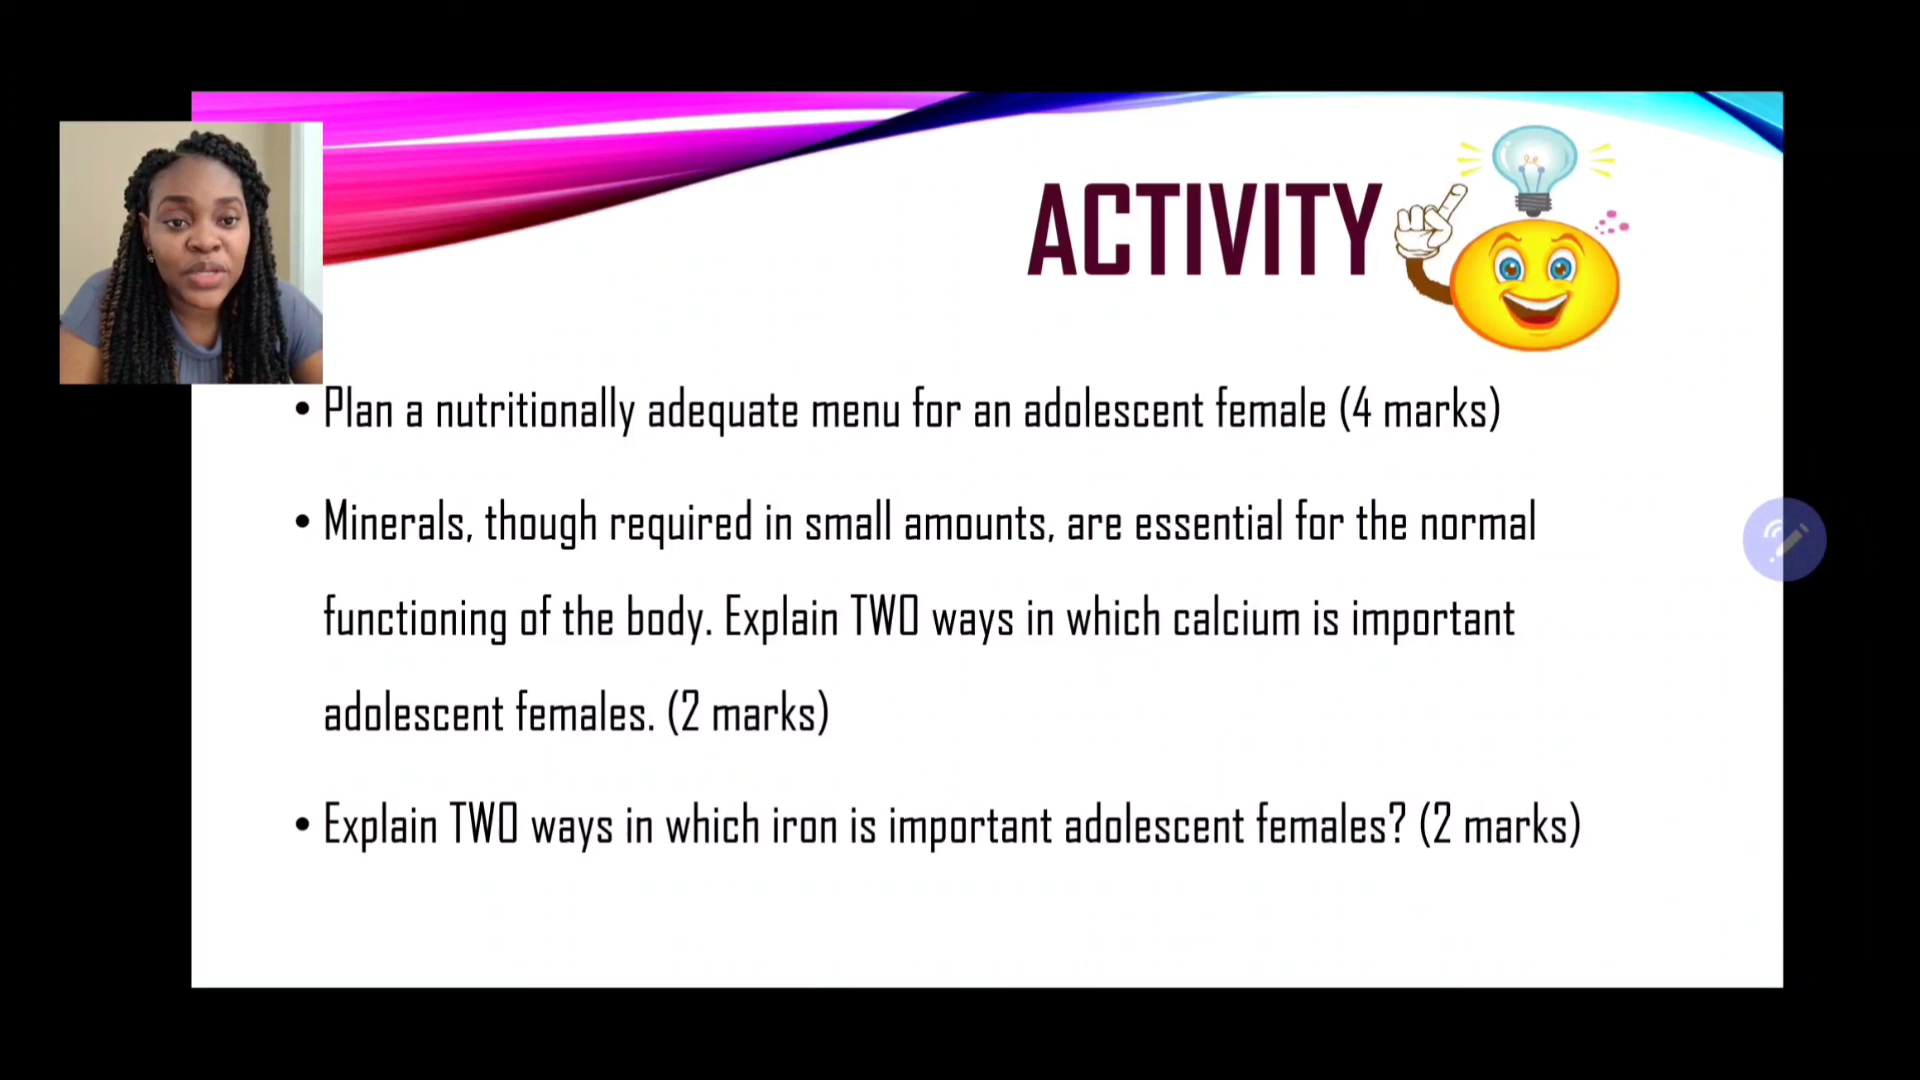 ACTIVITY
• Plan a nutritionally adequate menu for an adolescent female (4 marks)
• Minerals, though required in small amounts, are essential for the normal
functioning of the body. Explain TWO ways in which calcium is important
adolescent females. (2 marks)
• Explain TWO ways in which iron is important adolescent females? (2 marks)